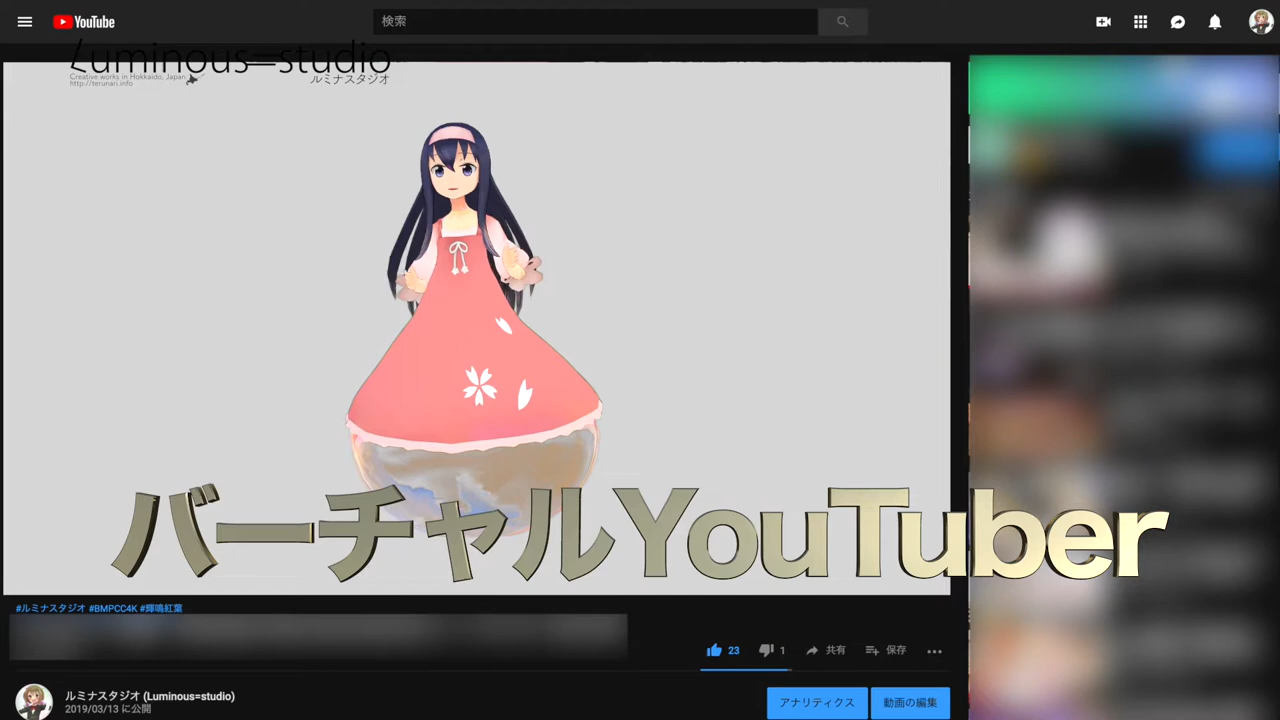 YouTube
検索
Luminous=studio
Creative works in Hokkaido, Japan
http://terunari.info
ルミナスタジオ
バーチャルYouTuber
#ルミナスタジオ #BMPCC4K #輝鳴紅葉
23
1
共有
保存
ルミナスタジオ (Luminous=studio)
2019/03/13 に公開
アナリティクス
動画の編集